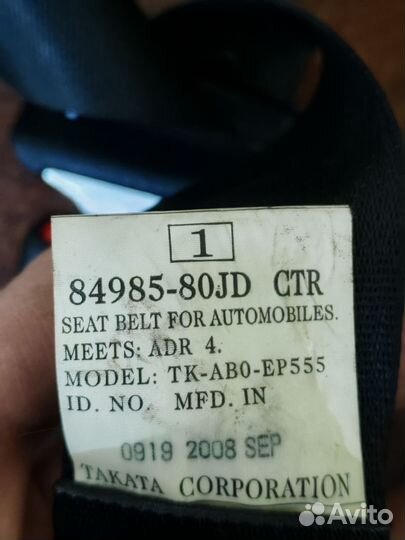 1
84985-80JD CTR
SEAT BELT FOR AUTOMOBILES.
MEETS: ADR 4.
MODEL: TK-AB0-EP555
ID. NO. MFD. IN
0919 2008 SEP
TAKATA CORPORATION
Avito